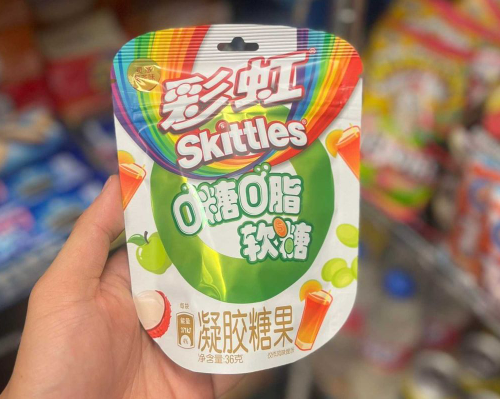 彩虹
Skittles
0糖0脂
软糖
凝胶糖果
净含量:36克